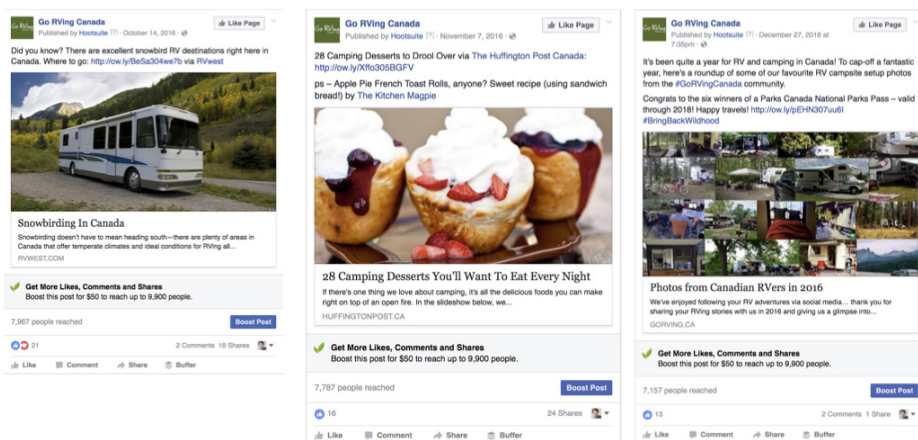 Go RVing Canada
Published by Hootsuite [?] · October 14, 2016 ·
Like Page
Did you know? There are excellent snowbird RV destinations right here in
Canada. Where to go: http://ow.ly/BeSa304we7b via RVwest
Snowbirding In Canada
Snowbirding doesn't have to mean heading south—there are plenty of areas in
Canada that offer temperate climates and ideal conditions for RVing all...
RVWEST.COM
Get More Likes, Comments and Shares
Boost this post for $50 to reach up to 9,900 people.
7,967 people reached
Boost Post
21
2 Comments 18 Shares
Like Comment Share Buffer
Go RVing Canada
Published by Hootsuite [?] · November 7, 2016 ·
Like Page
28 Camping Desserts to Drool Over via The Huffington Post Canada:
http://ow.ly/Xffo305BGFV
ps – Apple Pie French Toast Rolls, anyone? Sweet recipe (using sandwich
bread!) by The Kitchen Magpie
28 Camping Desserts You'll Want To Eat Every Night
If there's one thing we love about camping, it's all the delicious foods you can make
right on top of an open fire. In the slideshow below, we...
HUFFINGTONPOST.CA
Get More Likes, Comments and Shares
Boost this post for $50 to reach up to 9,900 people.
7,787 people reached
Boost Post
16
24 Shares
Like Comment Share Buffer
Go RVing Canada
Published by Hootsuite [?] · December 27, 2016 at
7:35pm ·
Like Page
It's been quite a year for RV and camping in Canada! To cap-off a fantastic
year, here's a roundup of some of our favourite RV campsite setup photos
from the #GoRVingCanada community.
Congrats to the six winners of a Parks Canada National Parks Pass – valid
through 2018! Happy travels! http://ow.ly/pEHN307uu6I
#BringBackWildhood
Photos from Canadian RVers in 2016
We've enjoyed following your RV adventures via social media... thank you for
sharing your RVing stories with us in 2016 and giving us a glimpse into...
GORVING.CA
Get More Likes, Comments and Shares
Boost this post for $50 to reach up to 9,900 people.
7,157 people reached
Boost Post
13
2 Comments 1 Share
Like Comment Share Buffer